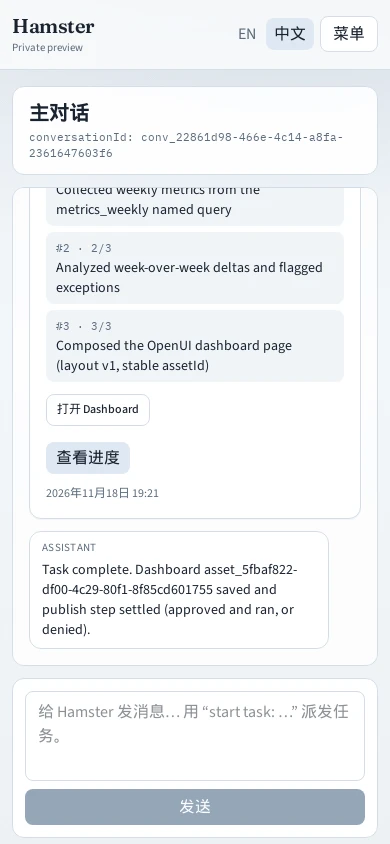 Hamster
Private preview
EN
中文
菜单
主对话
conversationId: conv_22861d98-466e-4c14-a8fa-
2361647603f6
Collected weekly metrics from the
metrics_weekly named query
#2 · 2/3
Analyzed week-over-week deltas and flagged
exceptions
#3 · 3/3
Composed the OpenUI dashboard page
(layout v1, stable assetId)
打开 Dashboard
查看进度
2026年11月18日 19:21
ASSISTANT
Task complete. Dashboard asset_5fbaf822-
df00-4c29-80f1-8f85cd601755 saved and
publish step settled (approved and ran, or
denied).
给 Hamster 发消息… 用 “start task: …” 派发任
务。
发送